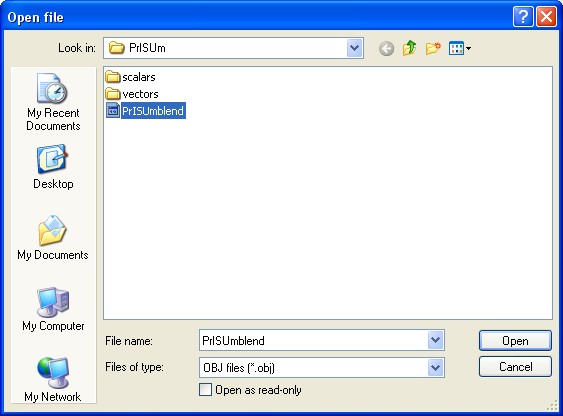 Open file
Look in: PrISUm
scalars
vectors
PrISUmblend
My Recent
Documents
Desktop
My Documents
My Computer
My Network
File name: PrISUmblend Open
Files of type: OBJ files (*.obj) Cancel
Open as read-only